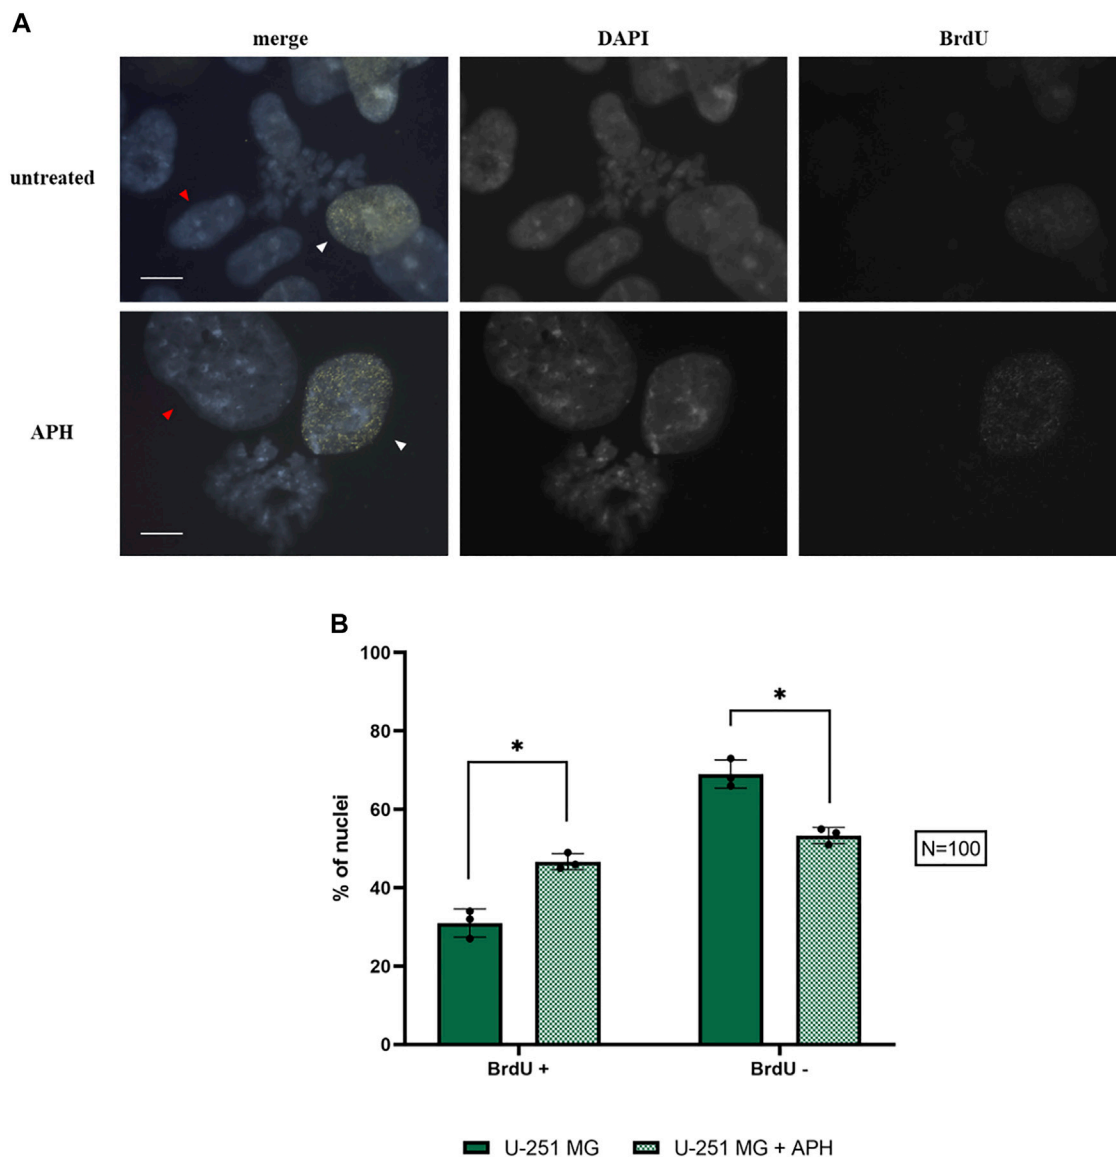 A
merge DAPI BrdU
untreated
APH
B
100
80
60
40
20
0
% of nuclei
*
*
N=100
BrdU + BrdU -
U-251 MG U-251 MG + APH